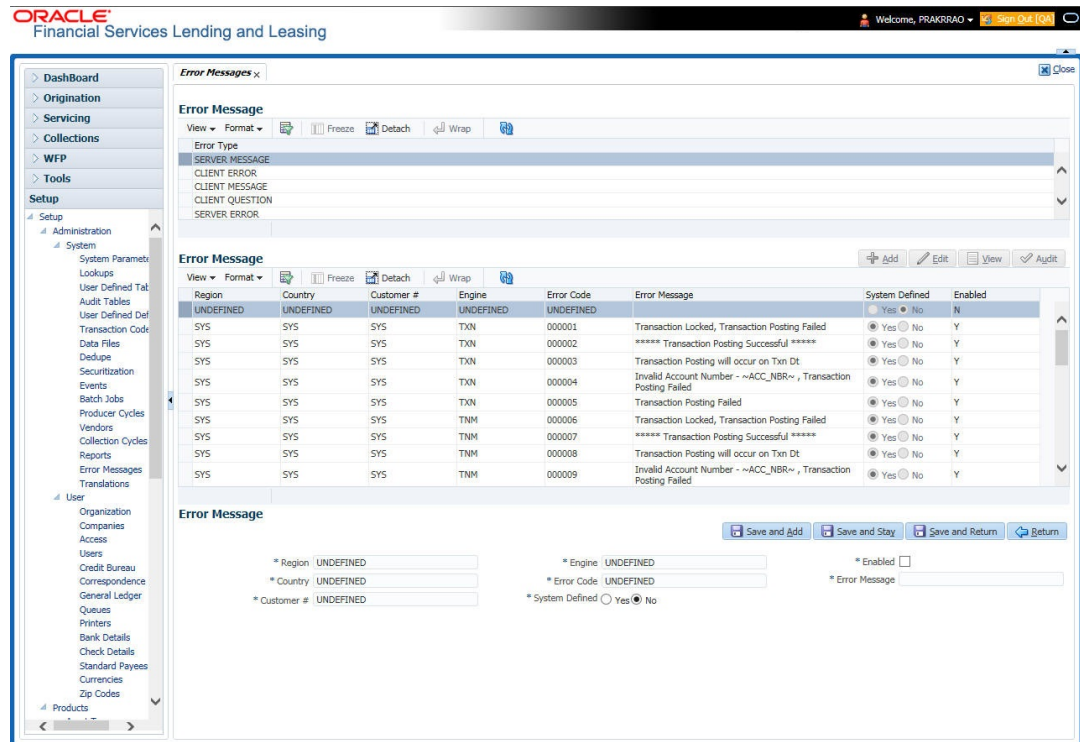 ORACLE
Financial Services Lending and Leasing
Welcome, PRAKRRAO
Sign Out [QA]
DashBoard
Origination
Servicing
Collections
WFP
Tools
Setup
Setup
Administration
System
System Paramete
Lookups
User Defined Tab
Audit Tables
User Defined Def
Transaction Code
Data Files
Dedupe
Securitization
Events
Batch Jobs
Producer Cycles
Vendors
Collection Cycles
Reports
Error Messages
Translations
User
Organization
Companies
Access
Users
Credit Bureau
Correspondence
General Ledger
Queues
Printers
Bank Details
Check Details
Standard Payees
Currencies
Zip Codes
Products
Error Messages x
Close
Error Message
View Format Freeze Detach Wrap
Error Type
SERVER MESSAGE
CLIENT ERROR
CLIENT MESSAGE
CLIENT QUESTION
SERVER ERROR
Error Message
Add Edit View Audit
View Format Freeze Detach Wrap
Region Country Customer # Engine Error Code Error Message System Defined Enabled
UNDEFINED UNDEFINED UNDEFINED UNDEFINED UNDEFINED Yes No N
SYS SYS SYS TXN 000001 Transaction Locked, Transaction Posting Failed Yes No Y
SYS SYS SYS TXN 000002 ***** Transaction Posting Successful ***** Yes No Y
SYS SYS SYS TXN 000003 Transaction Posting will occur on Txn Dt Yes No Y
SYS SYS SYS TXN 000004 Invalid Account Number - ~ACC_NBR~ , Transaction Posting Failed Yes No Y
SYS SYS SYS TXN 000005 Transaction Posting Failed Yes No Y
SYS SYS SYS TNM 000006 Transaction Locked, Transaction Posting Failed Yes No Y
SYS SYS SYS TNM 000007 ***** Transaction Posting Successful ***** Yes No Y
SYS SYS SYS TNM 000008 Transaction Posting will occur on Txn Dt Yes No Y
SYS SYS SYS TNM 000009 Invalid Account Number - ~ACC_NBR~ , Transaction Posting Failed Yes No Y
Error Message
Save and Add Save and Stay Save and Return Return
* Region UNDEFINED * Engine UNDEFINED * Enabled
* Country UNDEFINED * Error Code UNDEFINED * Error Message
* Customer # UNDEFINED * System Defined Yes No